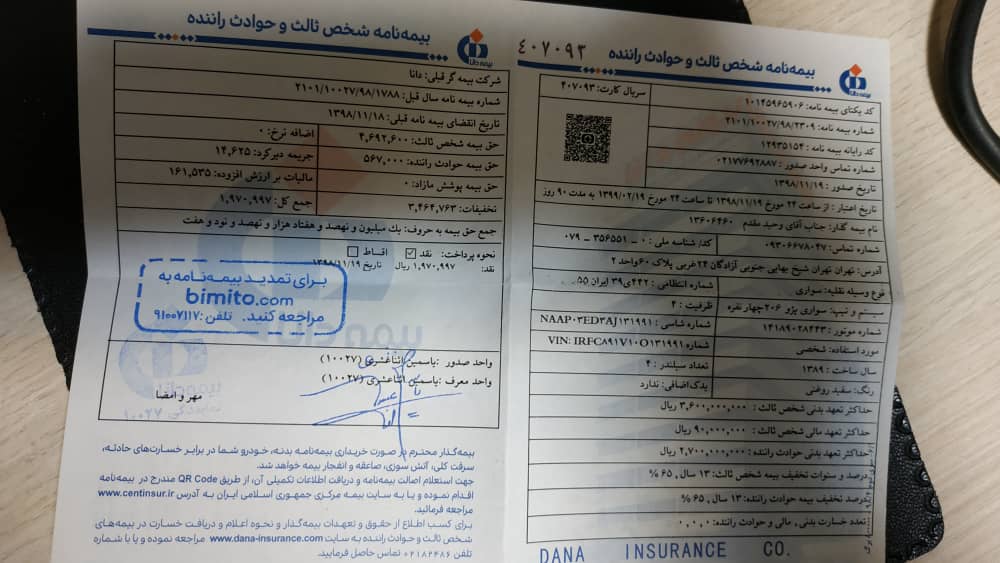 بیمه‌نامه شخص ثالث و حوادث راننده
بیمه دانا
۴۰۷۰۹۳
کد یکتای بیمه نامه: ۱۰۱۴۵۹۶۵۹۰۶
شماره بیمه نامه: ۲۱۰۱/۱۰۰۲۷/۹۸/۲۳۰۹
کد رایانه بیمه نامه : ۱۲۹۳۵۱۵۴
شماره تماس واحد صدور : ۰۲۱۷۷۶۹۲۸۸۷
سریال کارت: ۴۰۷۰۹۳
تاریخ صدور : ۱۳۹۸/۱۱/۱۹
تاریخ اعتبار : از ساعت ۲۴ مورخ ۱۳۹۸/۱۱/۱۹ تا ساعت ۲۴ مورخ ۱۳۹۹/۰۲/۱۹ به مدت ۹۰ روز
نام بیمه گذار: جناب آقای وحید مقدم ۱۳۶۰۶۴۶۰
شماره تماس: ۰۹۳۰۶۶۷۸۰۴۷ کد/ شناسه ملی : ۰ - ۳۵۶۵۵۱ - ۰۷۹
آدرس: تهران تهران شیخ بهایی جنوبی آزادگان ۲۴غربی پلاک ۶۰واحد ۲
نوع وسیله نقلیه: سواری شماره انتظامی : ۴۴۲ی۳۹ ایران ۵۵
سیستم و تیپ: سواری پژو ۲۰۶چهار نفره ظرفیت : ۴
شماره موتور: ۱۴۱۸۹۰۲۸۴۴۳ شماره شاسی : NAAP۰۳ED۳AJ۱۳۱۹۹۱
مورد استفاده: شخصی شماره VIN: IRFC۸۹۱V۱۰O۱۳۱۹۹۱
سال ساخت : ۱۳۸۹ تعداد سیلندر : ۴
رنگ: سفید روغنی یدک‌اضافی: ندارد
حداکثر تعهد بدنی شخص ثالث : ۳,۶۰۰,۰۰۰,۰۰۰ ریال
حداکثر تعهد مالی شخص ثالث : ۹۰,۰۰۰,۰۰۰ ریال
حداکثر تعهد بدنی حوادث راننده : ۲,۷۰۰,۰۰۰,۰۰۰ ریال
درصد و سنوات تخفیف بیمه شخص ثالث: ۱۳ سال , ۶۵ %
درصد تخفیف بیمه حوادث راننده: ۱۳ سال , ۶۵ %
تعداد خسارت بدنی , مالی و حوادث راننده: ۰,۰,۰
DANA INSURANCE CO.
بیمه‌نامه شخص ثالث و حوادث راننده
بیمه دانا
شرکت بیمه گر قبلی: دانا
شماره بیمه نامه سال قبل: ۲۱۰۱/۱۰۰۲۷/۹۸/۱۷۸۸
تاریخ انقضای بیمه نامه قبلی: ۱۳۹۸/۱۱/۱۸
حق بیمه شخص ثالث: ۴,۶۹۲,۶۰۰ اضافه نرخ: ۰
حق بیمه حوادث راننده: ۵۶۷,۰۰۰ جریمه دیرکرد: ۱۴,۶۲۵
حق بیمه پوشش مازاد: ۰ مالیات بر ارزش افزوده: ۱۶۱,۵۳۵
تخفیفات: ۳,۴۶۴,۷۶۳ جمع کل: ۱,۹۷۰,۹۹۷
جمع حق بیمه به حروف: یك میلیون و نهصد و هفتاد هزار و نهصد و نود و هفت
نحوه پرداخت: نقد اقساط
نقد: ۱,۹۷۰,۹۹۷ ریال تاریخ ۱۳۹۸/۱۱/۱۹
برای تمدید بیمه‌نامه به
bimito.com
مراجعه کنید. تلفن: ۹۱۰۰۷۱۱۷
واحد صدور :یاسمین اثناعشری (۱۰۰۲۷)
واحد معرف: یاسمین اثناعشری (۱۰۰۲۷)
مهر و امضا
بیمه‌گذار محترم در صورت خریداری بیمه‌نامه بدنه، خودرو شما در برابر خسارت‌های حادثه،
سرقت کلی، آتش سوزی، صاعقه و انفجار بیمه خواهد شد.
جهت استعلام اصالت بیمه‌نامه و دریافت اطلاعات تکمیلی آن، از طریق QR Code مندرج در بیمه‌نامه
اقدام نموده و یا به سایت بیمه مرکزی جمهوری اسلامی ایران به آدرس www.centinsur.ir
مراجعه فرمائید.
برای کسب اطلاع از حقوق و تعهدات بیمه‌گذار و نحوه اعلام و دریافت خسارت در بیمه‌های
شخص ثالث و حوادث راننده به سایت www.dana-insurance.com مراجعه نموده و یا با شماره
تلفن ۰۲۱۸۲۴۸۶ تماس حاصل فرمایید.